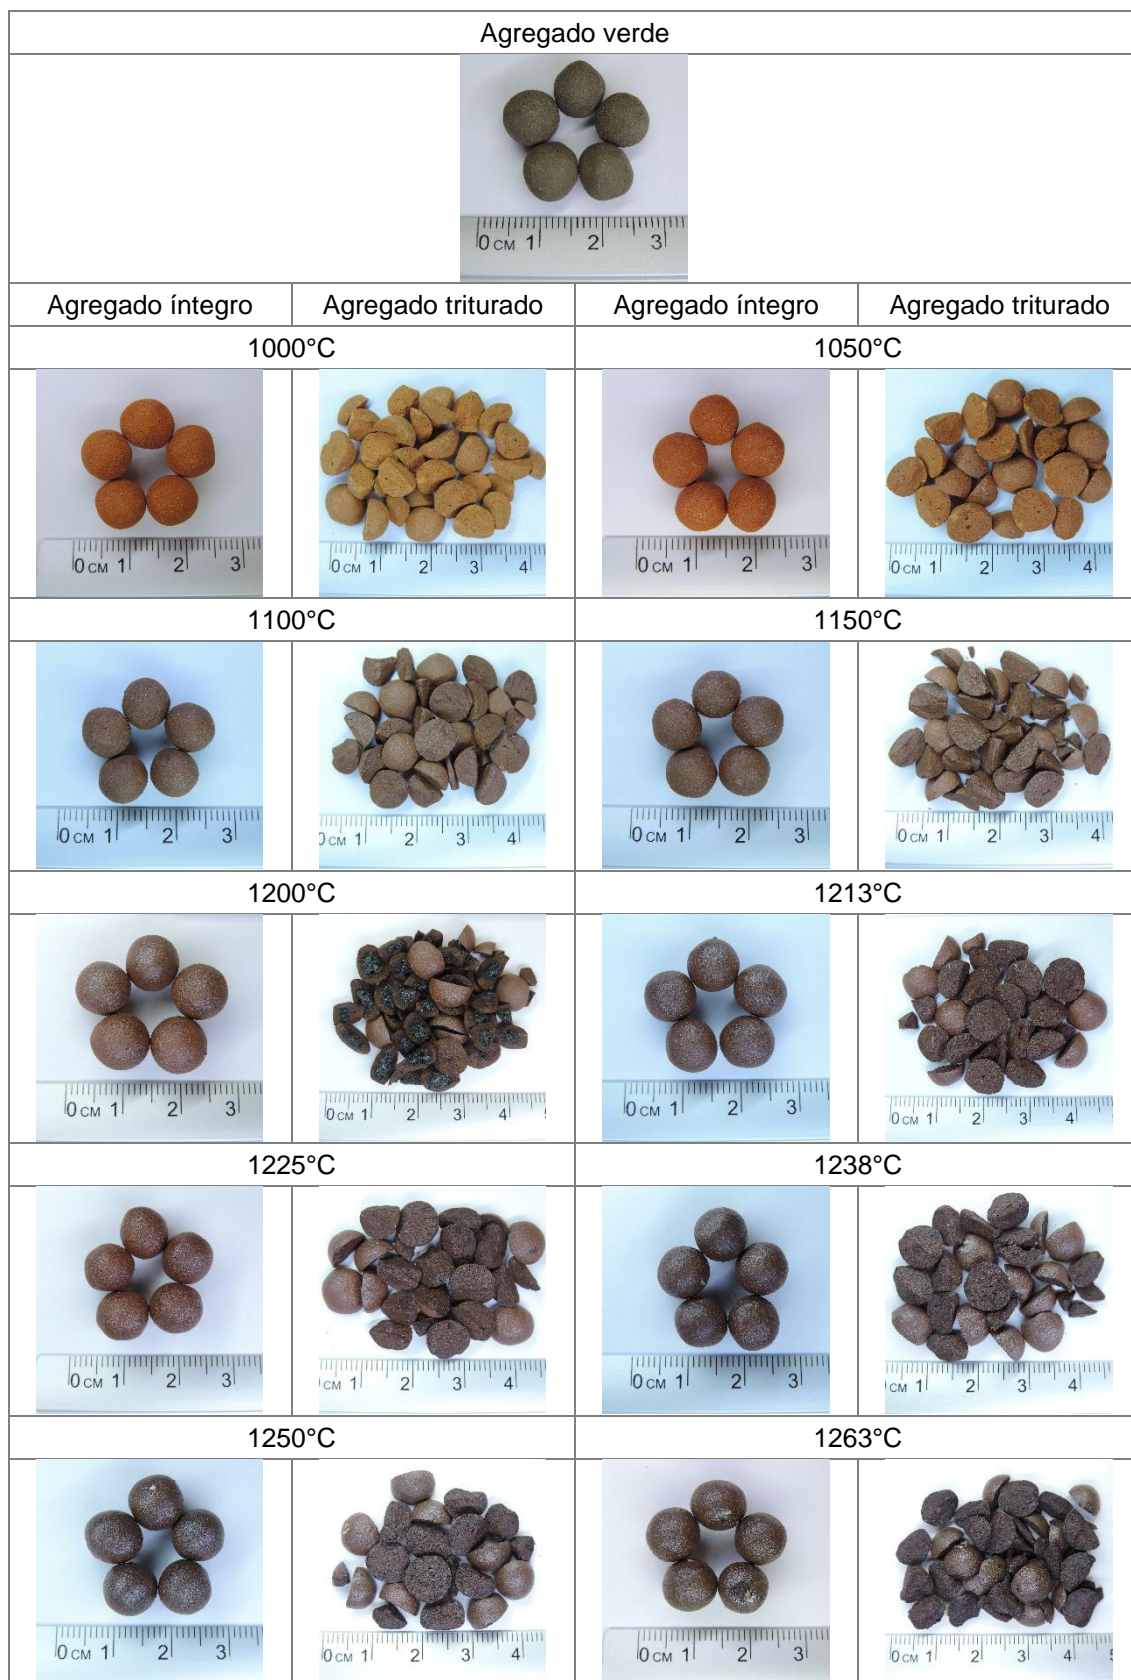 Agregado verde
0 CM 1 2 3
Agregado íntegro Agregado triturado Agregado íntegro Agregado triturado
1000°C 1050°C
0 CM 1 2 3 0 CM 1 2 3 4 0 CM 1 2 3 0 CM 1 2 3 4
1100°C 1150°C
0 CM 1 2 3 0 CM 1 2 3 4 0 CM 1 2 3 0 CM 1 2 3 4
1200°C 1213°C
0 CM 1 2 3 0 CM 1 2 3 4 0 CM 1 2 3 0 CM 1 2 3 4 5
1225°C 1238°C
0 CM 1 2 3 CM 1 2 3 4 0 CM 1 2 3 CM 1 2 3 4
1250°C 1263°C
0 CM 1 2 3 0 CM 1 2 3 4 0 CM 1 2 3 0 CM 1 2 3 4 5